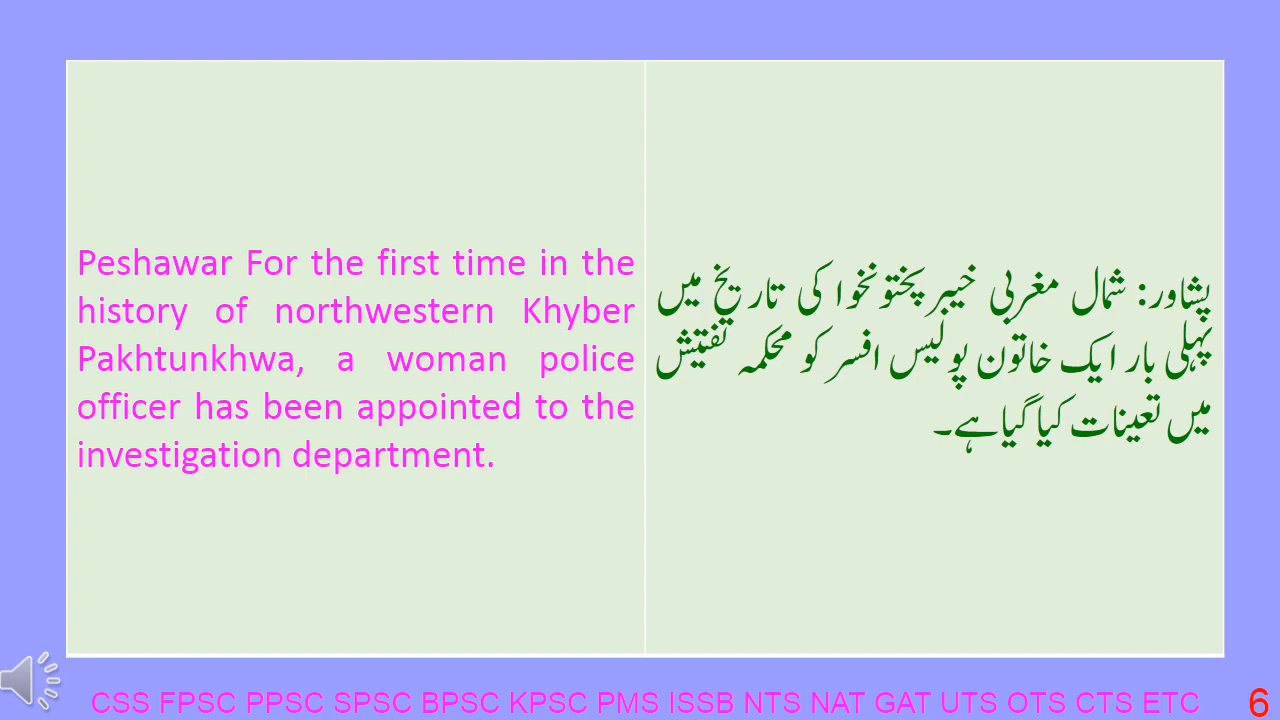 Peshawar For the first time in the
history of northwestern Khyber
Pakhtunkhwa, a woman police
officer has been appointed to the
investigation department.
پشاور: شمال مغربی خیبر پختونخوا کی تاریخ میں
پہلی بار ایک خاتون پولیس افسر کو محکمہ تفتیش
میں تعینات کیا گیا ہے۔
CSS FPSC PPSC SPSC BPSC KPSC PMS ISSB NTS NAT GAT UTS OTS CTS ETC
6